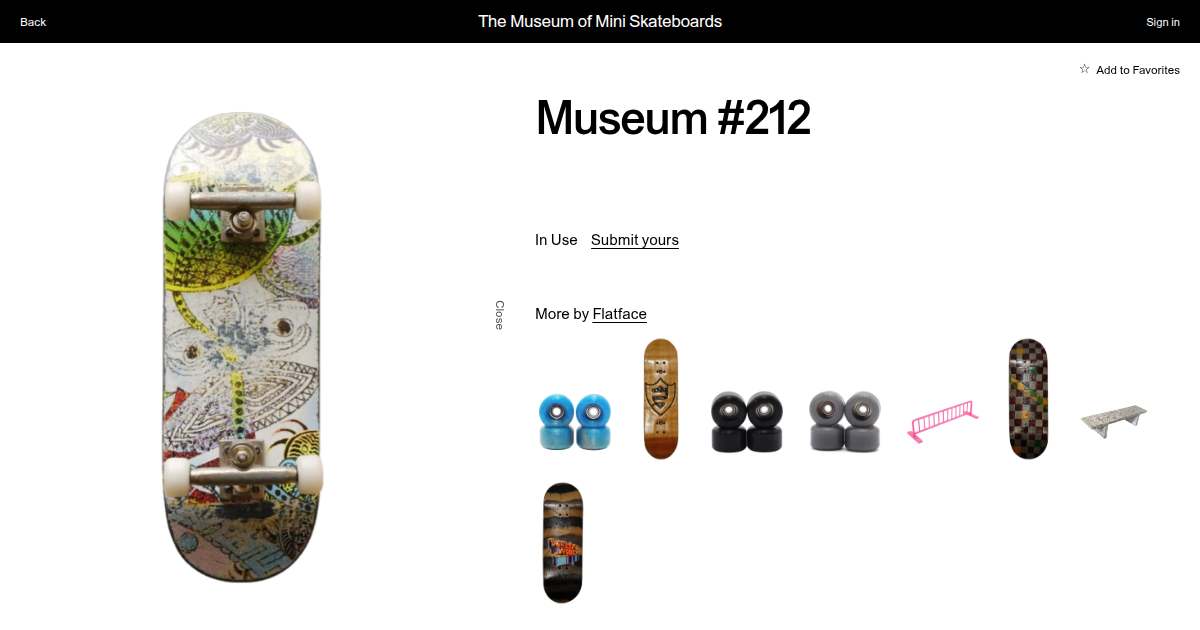 Back
The Museum of Mini Skateboards
Sign in
☆ Add to Favorites
Museum #212
In Use Submit yours
Close
More by Flatface